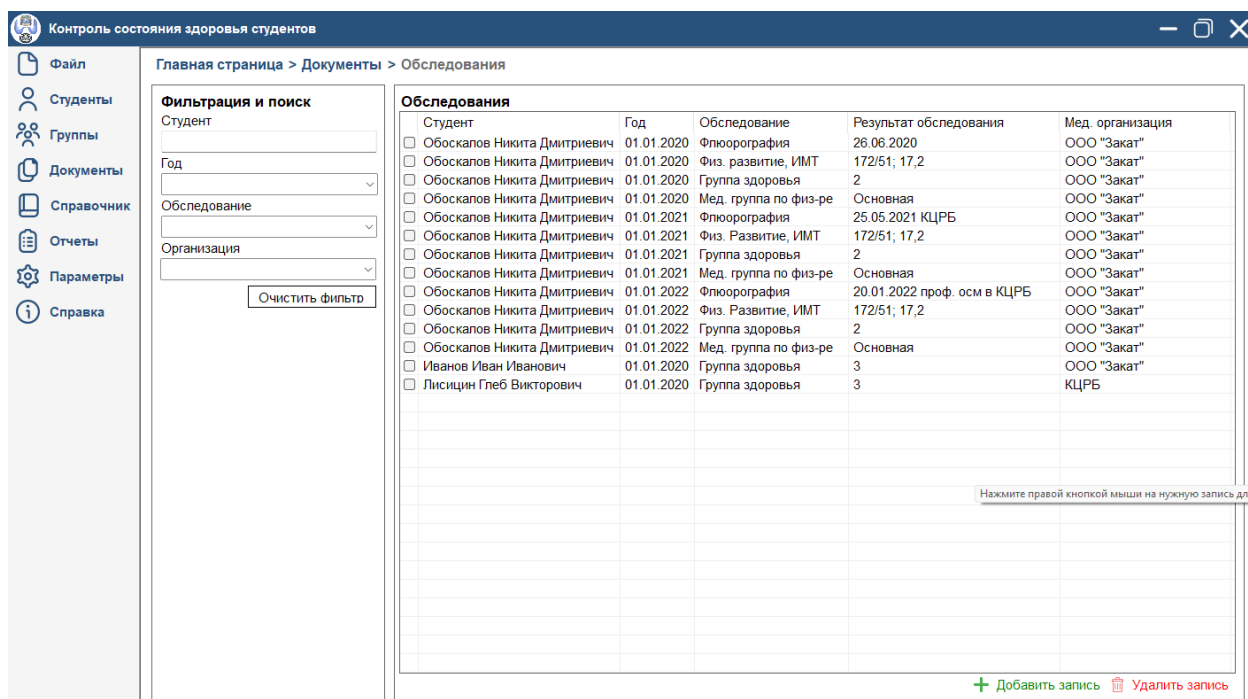 Контроль состояния здоровья студентов
Файл
Студенты
Группы
Документы
Справочник
Отчеты
Параметры
Справка
Главная страница > Документы > Обследования
Фильтрация и поиск
Студент
Год
Обследование
Организация
Очистить фильтр
Обследования
Студент Год Обследование Результат обследования Мед. организация
Обоскалов Никита Дмитриевич 01.01.2020 Флюорография 26.06.2020 ООО "Закат"
Обоскалов Никита Дмитриевич 01.01.2020 Физ. развитие, ИМТ 172/51; 17,2 ООО "Закат"
Обоскалов Никита Дмитриевич 01.01.2020 Группа здоровья 2 ООО "Закат"
Обоскалов Никита Дмитриевич 01.01.2020 Мед. группа по физ-ре Основная ООО "Закат"
Обоскалов Никита Дмитриевич 01.01.2021 Флюорография 25.05.2021 КЦРБ ООО "Закат"
Обоскалов Никита Дмитриевич 01.01.2021 Физ. Развитие, ИМТ 172/51; 17,2 ООО "Закат"
Обоскалов Никита Дмитриевич 01.01.2021 Группа здоровья 2 ООО "Закат"
Обоскалов Никита Дмитриевич 01.01.2021 Мед. группа по физ-ре Основная ООО "Закат"
Обоскалов Никита Дмитриевич 01.01.2022 Флюорография 20.01.2022 проф. осм в КЦРБ ООО "Закат"
Обоскалов Никита Дмитриевич 01.01.2022 Физ. Развитие, ИМТ 172/51; 17,2 ООО "Закат"
Обоскалов Никита Дмитриевич 01.01.2022 Группа здоровья 2 ООО "Закат"
Обоскалов Никита Дмитриевич 01.01.2022 Мед. группа по физ-ре Основная ООО "Закат"
Иванов Иван Иванович 01.01.2020 Группа здоровья 3 ООО "Закат"
Лисицин Глеб Викторович 01.01.2020 Группа здоровья 3 КЦРБ
Нажмите правой кнопкой мыши на нужную запись дл
Добавить запись Удалить запись